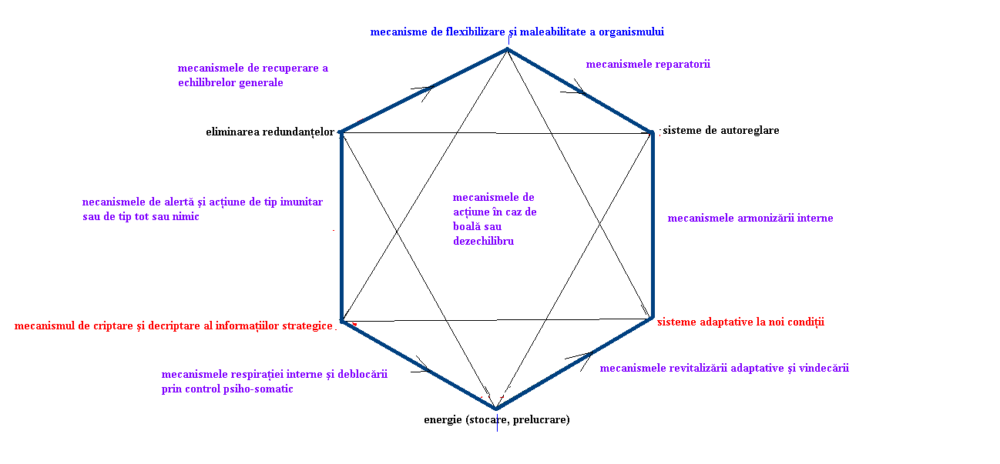 mecanisme de flexibilizare și maleabilitate a organismului
mecanismele de recuperare a
echilibrelor generale
mecanismele reparatorii
eliminarea redundanțelor
sisteme de autoreglare
necanismele de alertă și acțiune de tip imunitar
sau de tip tot sau nimic
mecanismele de
acțiune în caz de
boală sau
dezechilibru
mecanismele armonizării interne
mecanismul de criptare și decriptare al informațiilor strategice
sisteme adaptative la noi condiții
mecanismele respirației interne și deblocării
prin control psiho-somatic
mecanismele revitalizării adaptative și vindecării
energie (stocare, prelucrare)